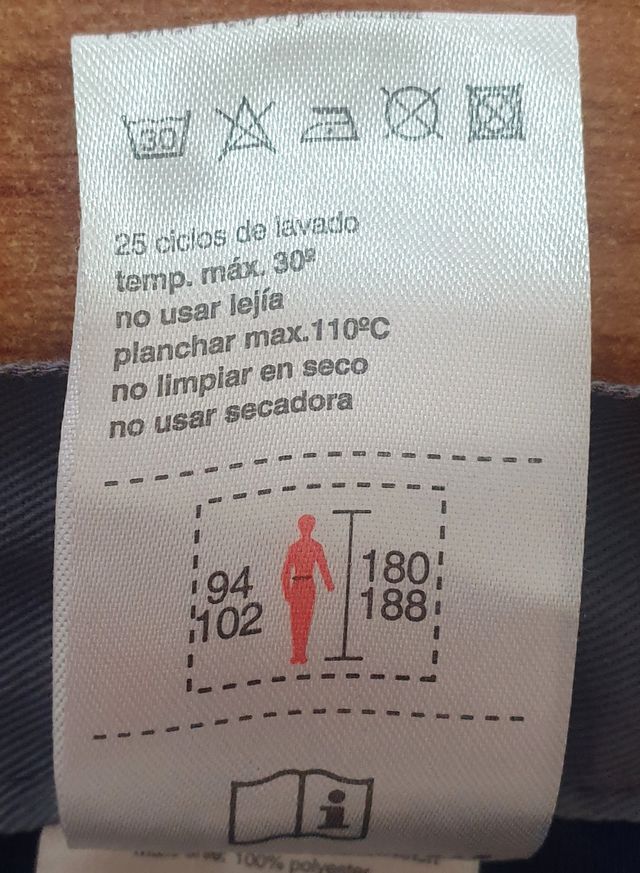 30
25 ciclos de lavado
temp. máx. 30º
no usar lejía
planchar max.110ºC
no limpiar en seco
no usar secadora
94
102
180
188
i
100% polyester